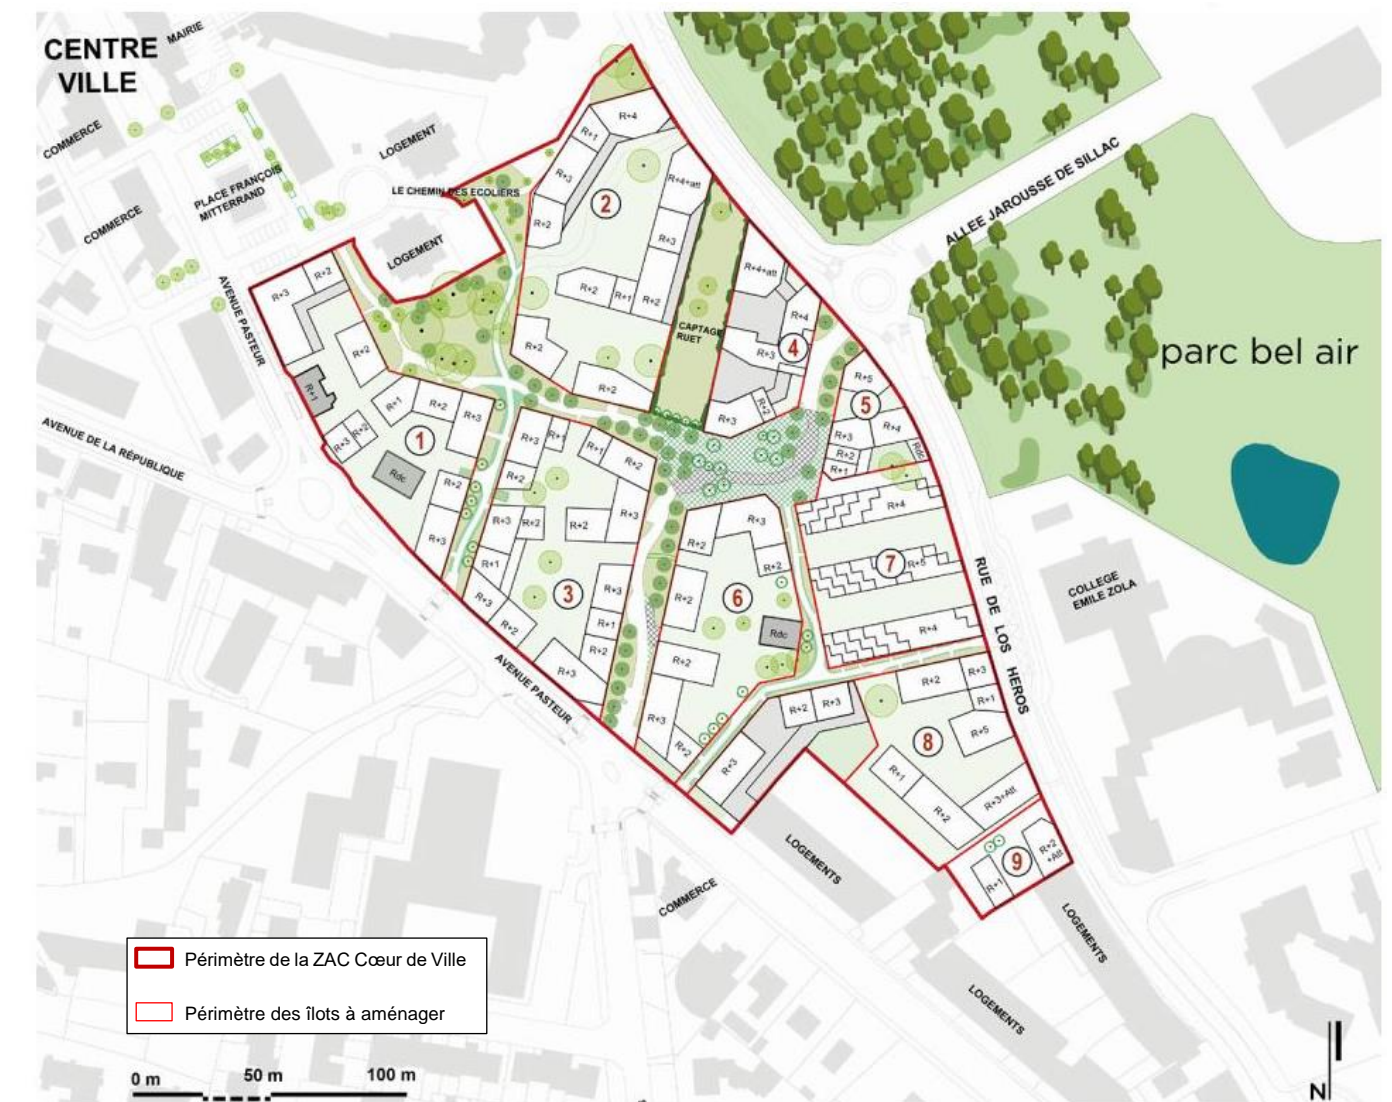 CENTRE
VILLE
MAIRIE
COMMERCE
COMMERCE
PLACE FRANÇOIS
MITTERRAND
LOGEMENT
LE CHEMIN DES ECOLIERS
LOGEMENT
AVENUE PASTEUR
AVENUE DE LA RÉPUBLIQUE
ALLEE JAROUSSE DE SILLAC
parc bel air
R+4
R+1
R+3
R+2
2
R+4+att
R+3
R+2
R+1
R+2
R+2
R+2
CAPTAGE
RUET
R+4+att
R+4
R+3
4
R+3
R+2
R+5
5
R+4
R+3
R+2
R+1
Rdc
R+3
R+2
R+2
R+1
R+3
R+2
R+1
R+2
R+3
1
Rdc
R+2
R+3
R+3
R+1
R+1
R+2
R+2
R+3
R+2
R+2
R+3
R+1
3
R+3
R+1
R+2
R+3
R+2
R+3
R+3
R+2
R+2
R+2
6
Rdc
R+2
R+3
R+2
R+4
7
R+5
R+4
R+2
R+3
R+3
R+2
R+3
R+1
R+5
8
R+1
R+2
R+3+Att
9
R+1
R+2
+Att
RUE DE LOS HEROS
COLLEGE
EMILE ZOLA
AVENUE PASTEUR
LOGEMENTS
COMMERCE
LOGEMENTS
LOGEMENTS
Périmètre de la ZAC Cœur de Ville
Périmètre des îlots à aménager
0 m
50 m
100 m
N